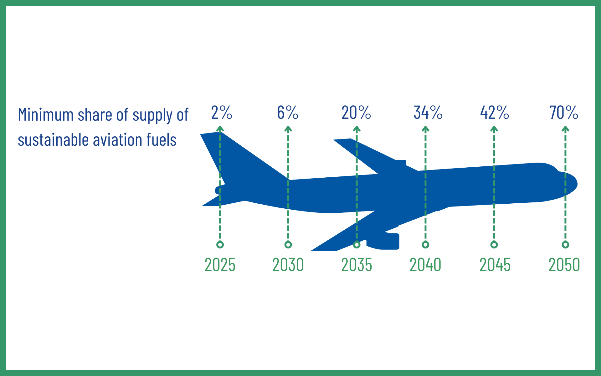 Minimum share of supply of
sustainable aviation fuels
2% 6% 20% 34% 42% 70%
2025 2030 2035 2040 2045 2050